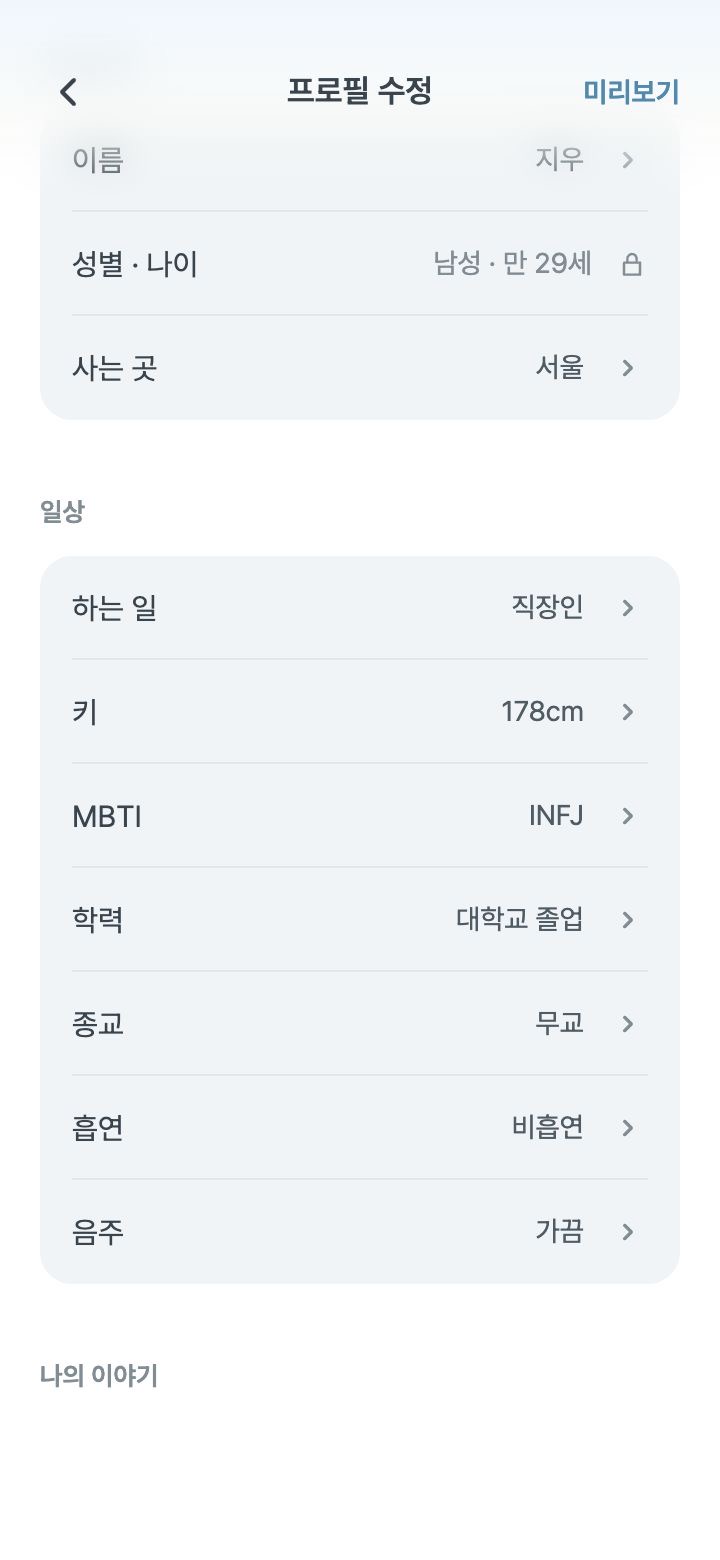 프로필 수정 미리보기
이름 지우
성별 · 나이 남성 · 만 29세
사는 곳 서울
일상
하는 일 직장인
키 178cm
MBTI INFJ
학력 대학교 졸업
종교 무교
흡연 비흡연
음주 가끔
나의 이야기